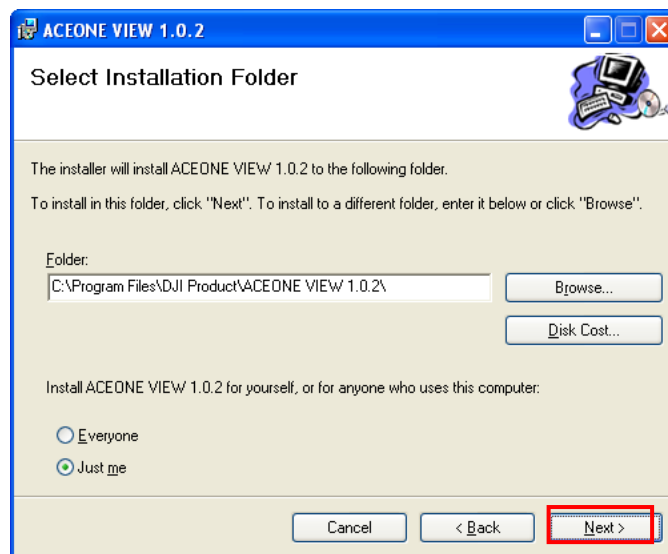 ACEONE VIEW 1.0.2
Select Installation Folder
The installer will install ACEONE VIEW 1.0.2 to the following folder.
To install in this folder, click "Next". To install to a different folder, enter it below or click "Browse".
Folder:
C:\Program Files\DJI Product\ACEONE VIEW 1.0.2\
Browse...
Disk Cost...
Install ACEONE VIEW 1.0.2 for yourself, or for anyone who uses this computer:
Everyone
Just me
Cancel
< Back
Next >